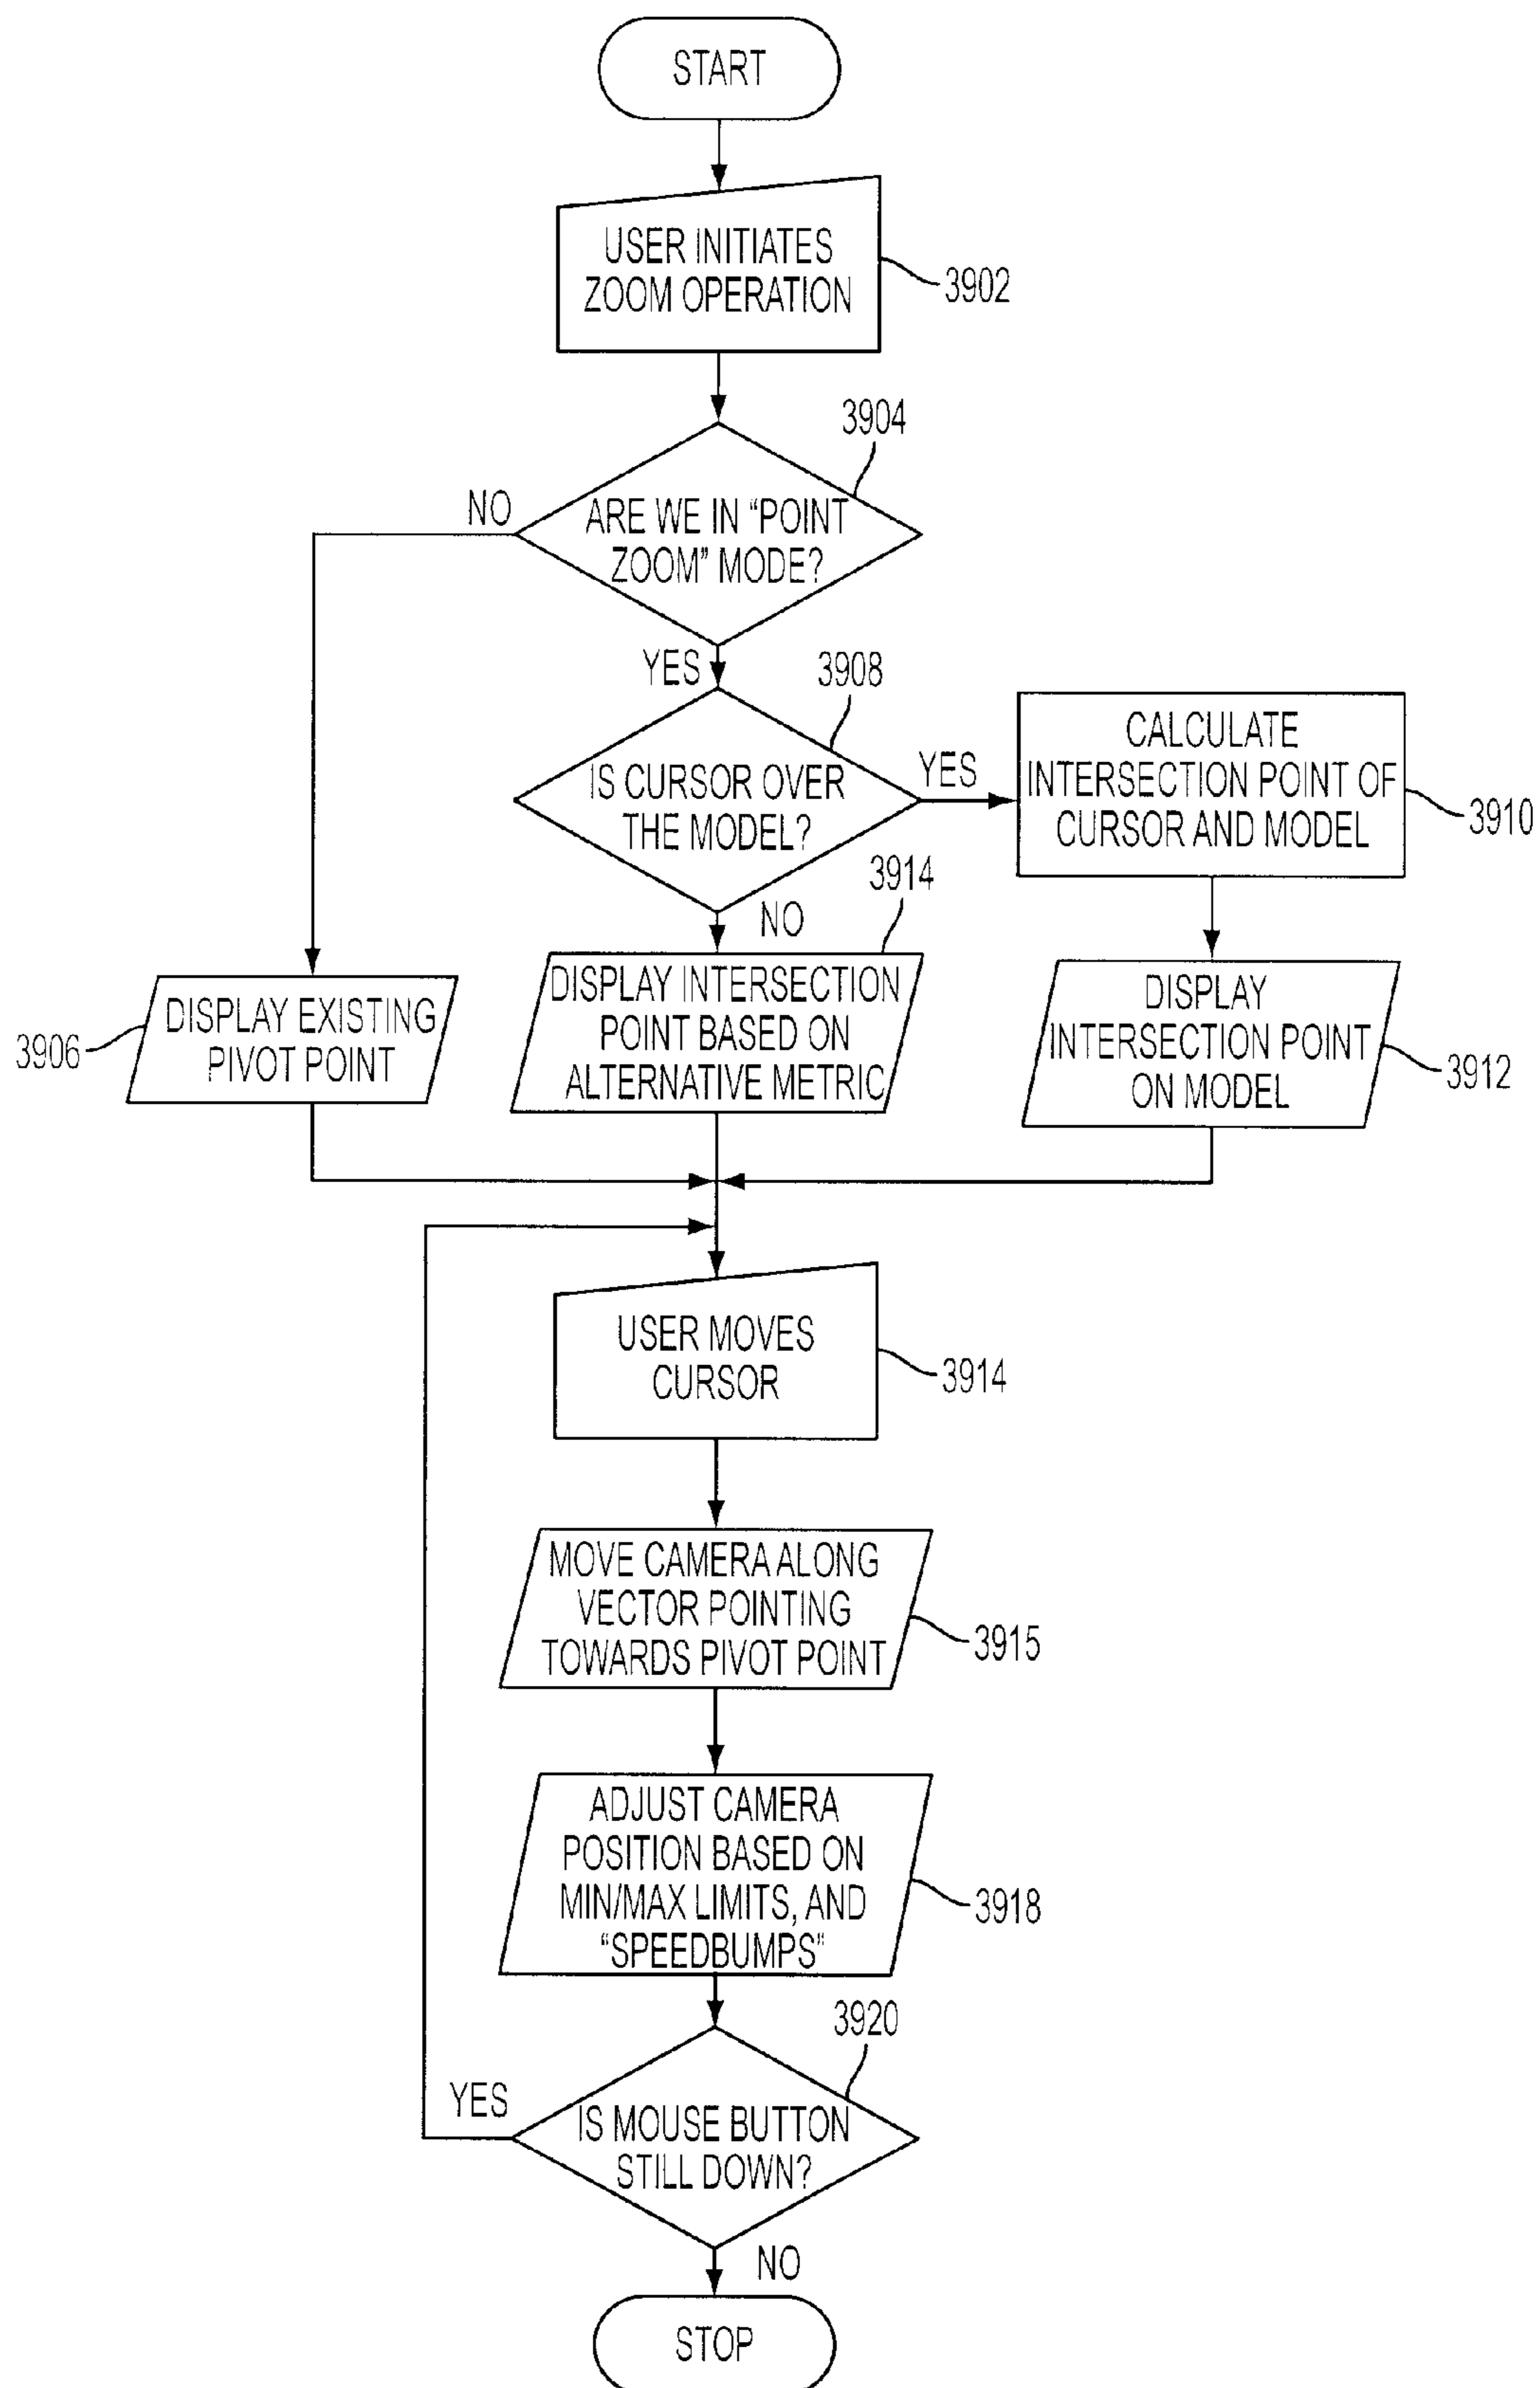 START
USER INITIATES
ZOOM OPERATION
3902
3904
NO
ARE WE IN “POINT
ZOOM” MODE?
YES
3908
IS CURSOR OVER
THE MODEL?
YES
CALCULATE
INTERSECTION POINT OF
CURSOR AND MODEL
3910
NO
3914
DISPLAY EXISTING
PIVOT POINT
3906
DISPLAY INTERSECTION
POINT BASED ON
ALTERNATIVE METRIC
DISPLAY
INTERSECTION POINT
ON MODEL
3912
USER MOVES
CURSOR
3914
MOVE CAMERA ALONG
VECTOR POINTING
TOWARDS PIVOT POINT
3915
ADJUST CAMERA
POSITION BASED ON
MIN/MAX LIMITS, AND
“SPEEDBUMPS”
3918
3920
YES
IS MOUSE BUTTON
STILL DOWN?
NO
STOP